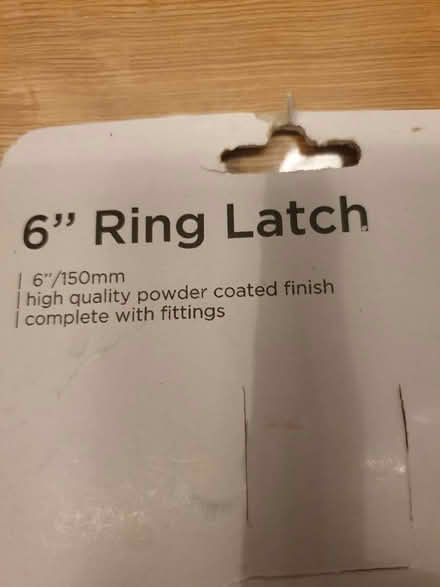 6” Ring Latch
| 6”/150mm
| high quality powder coated finish
| complete with fittings